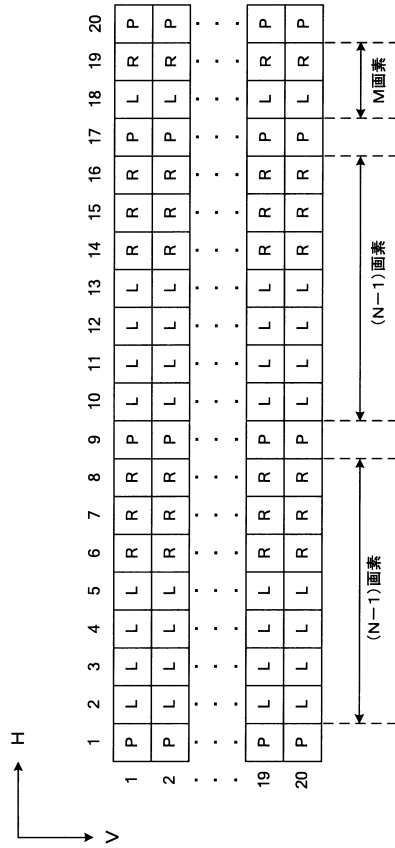 H
V
1 2 3 4 5 6 7 8 9 10 11 12 13 14 15 16 17 18 19 20
1 P L L L L R R R P L L L L R R R P L R P
2 P L L L L R R R P L L L L R R R P L R P
19 P L L L L R R R P L L L L R R R P L R P
20 P L L L L R R R P L L L L R R R P L R P
(N−1)画素 (N−1)画素 M画素